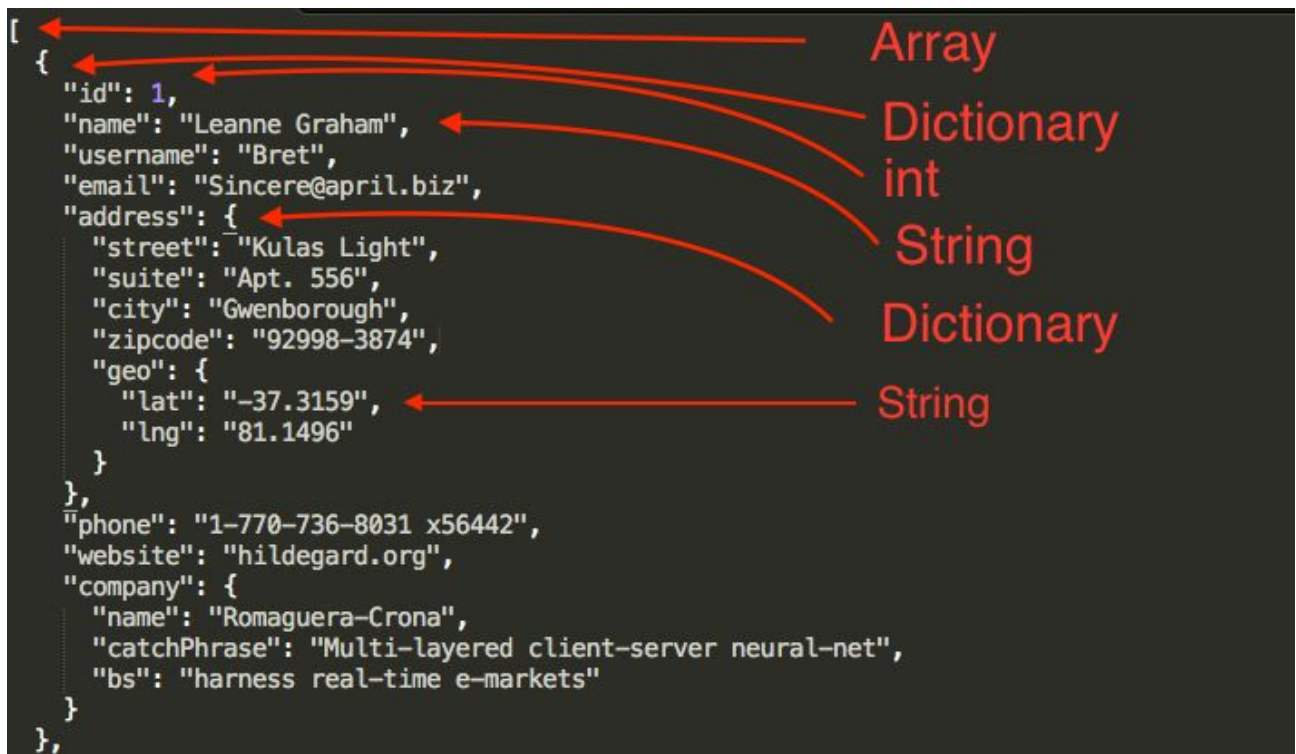 [
{
"id": 1,
"name": "Leanne Graham",
"username": "Bret",
"email": "Sincere@april.biz",
"address": {
"street": "Kulas Light",
"suite": "Apt. 556",
"city": "Gwenborough",
"zipcode": "92998-3874",
"geo": {
"lat": "-37.3159",
"lng": "81.1496"
}
},
"phone": "1-770-736-8031 x56442",
"website": "hildegard.org",
"company": {
"name": "Romaguera-Crona",
"catchPhrase": "Multi-layered client-server neural-net",
"bs": "harness real-time e-markets"
}
},
Array
Dictionary
int
String
Dictionary
String